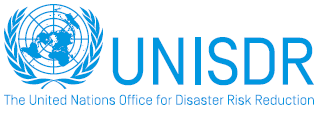 UNISDR
The United Nations Office for Disaster Risk Reduction